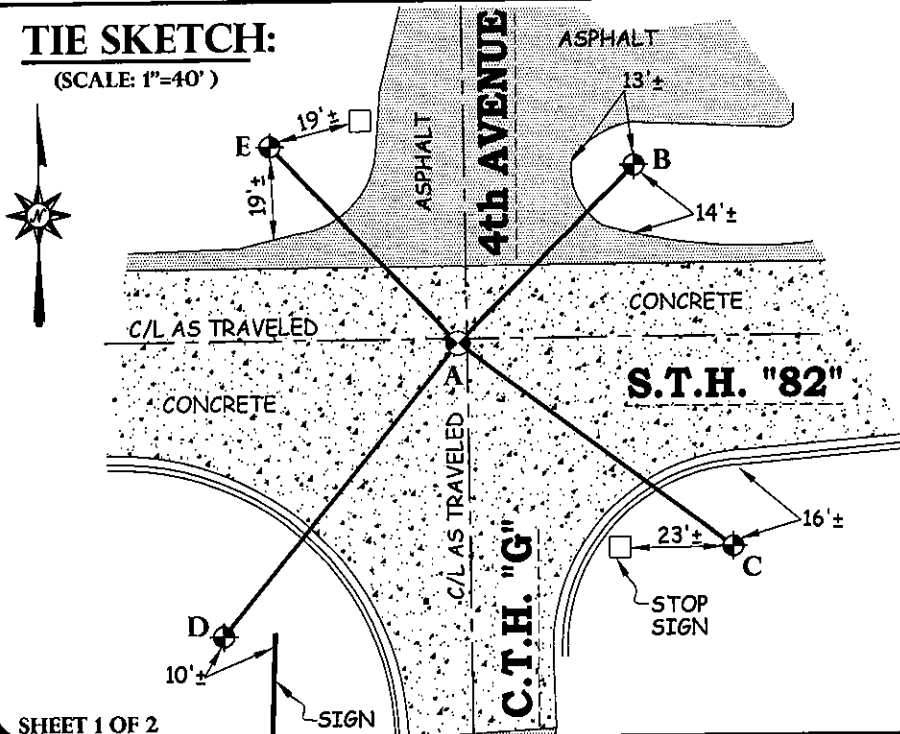 TIE SKETCH:
(SCALE: 1"=40' )
N
ASPHALT
4th AVENUE
ASPHALT
13'±
19'±
E
B
19'±
14'±
C/L AS TRAVELED
CONCRETE
A
S.T.H. "82"
CONCRETE
C/L AS TRAVELED
C.T.H. "G"
16'±
23'±
C
STOP
SIGN
D
10'±
SIGN
SHEET 1 OF 2